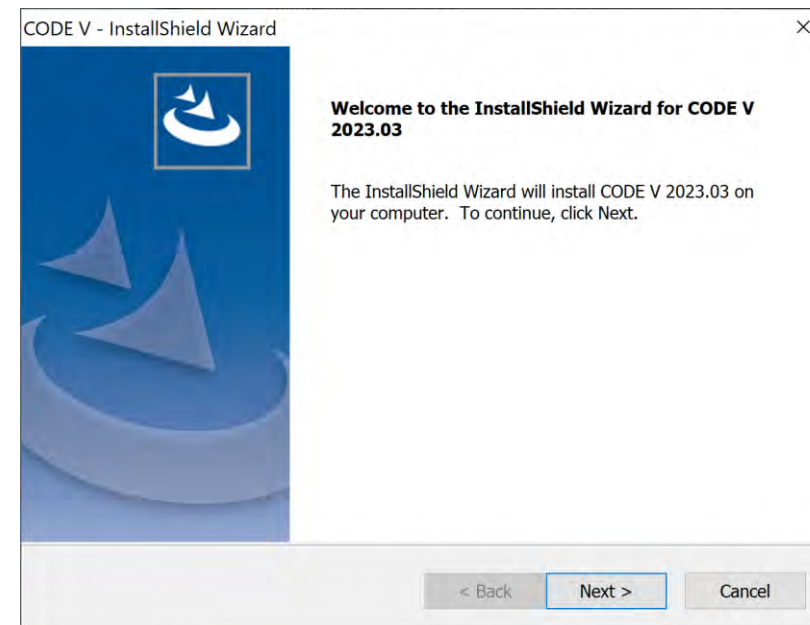 CODE V - InstallShield Wizard
Welcome to the InstallShield Wizard for CODE V
2023.03
The InstallShield Wizard will install CODE V 2023.03 on
your computer. To continue, click Next.
< Back
Next >
Cancel